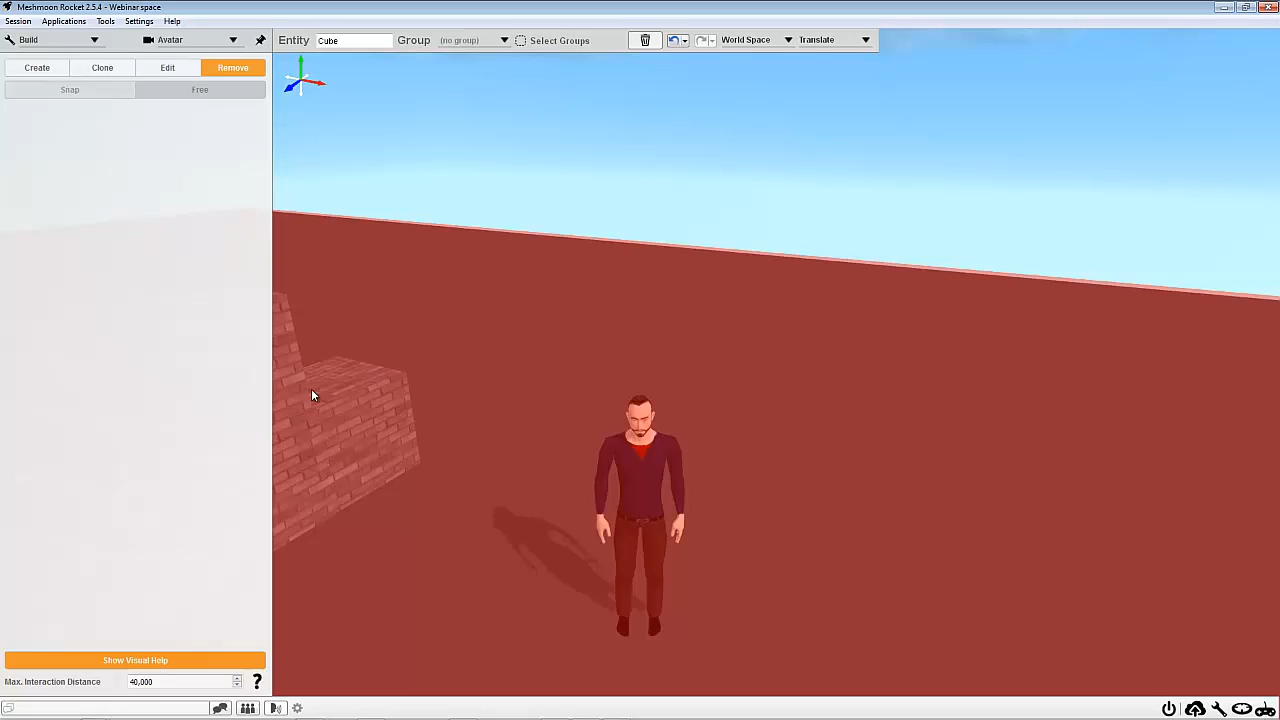 Meshmoon Rocket 2.5.4 - Webinar space
Session Applications Tools Settings Help
Build Avatar Entity Cube Group (no group) Select Groups World Space Translate
Create Clone Edit Remove
Snap Free
Show Visual Help
Max. Interaction Distance 40,000 ?